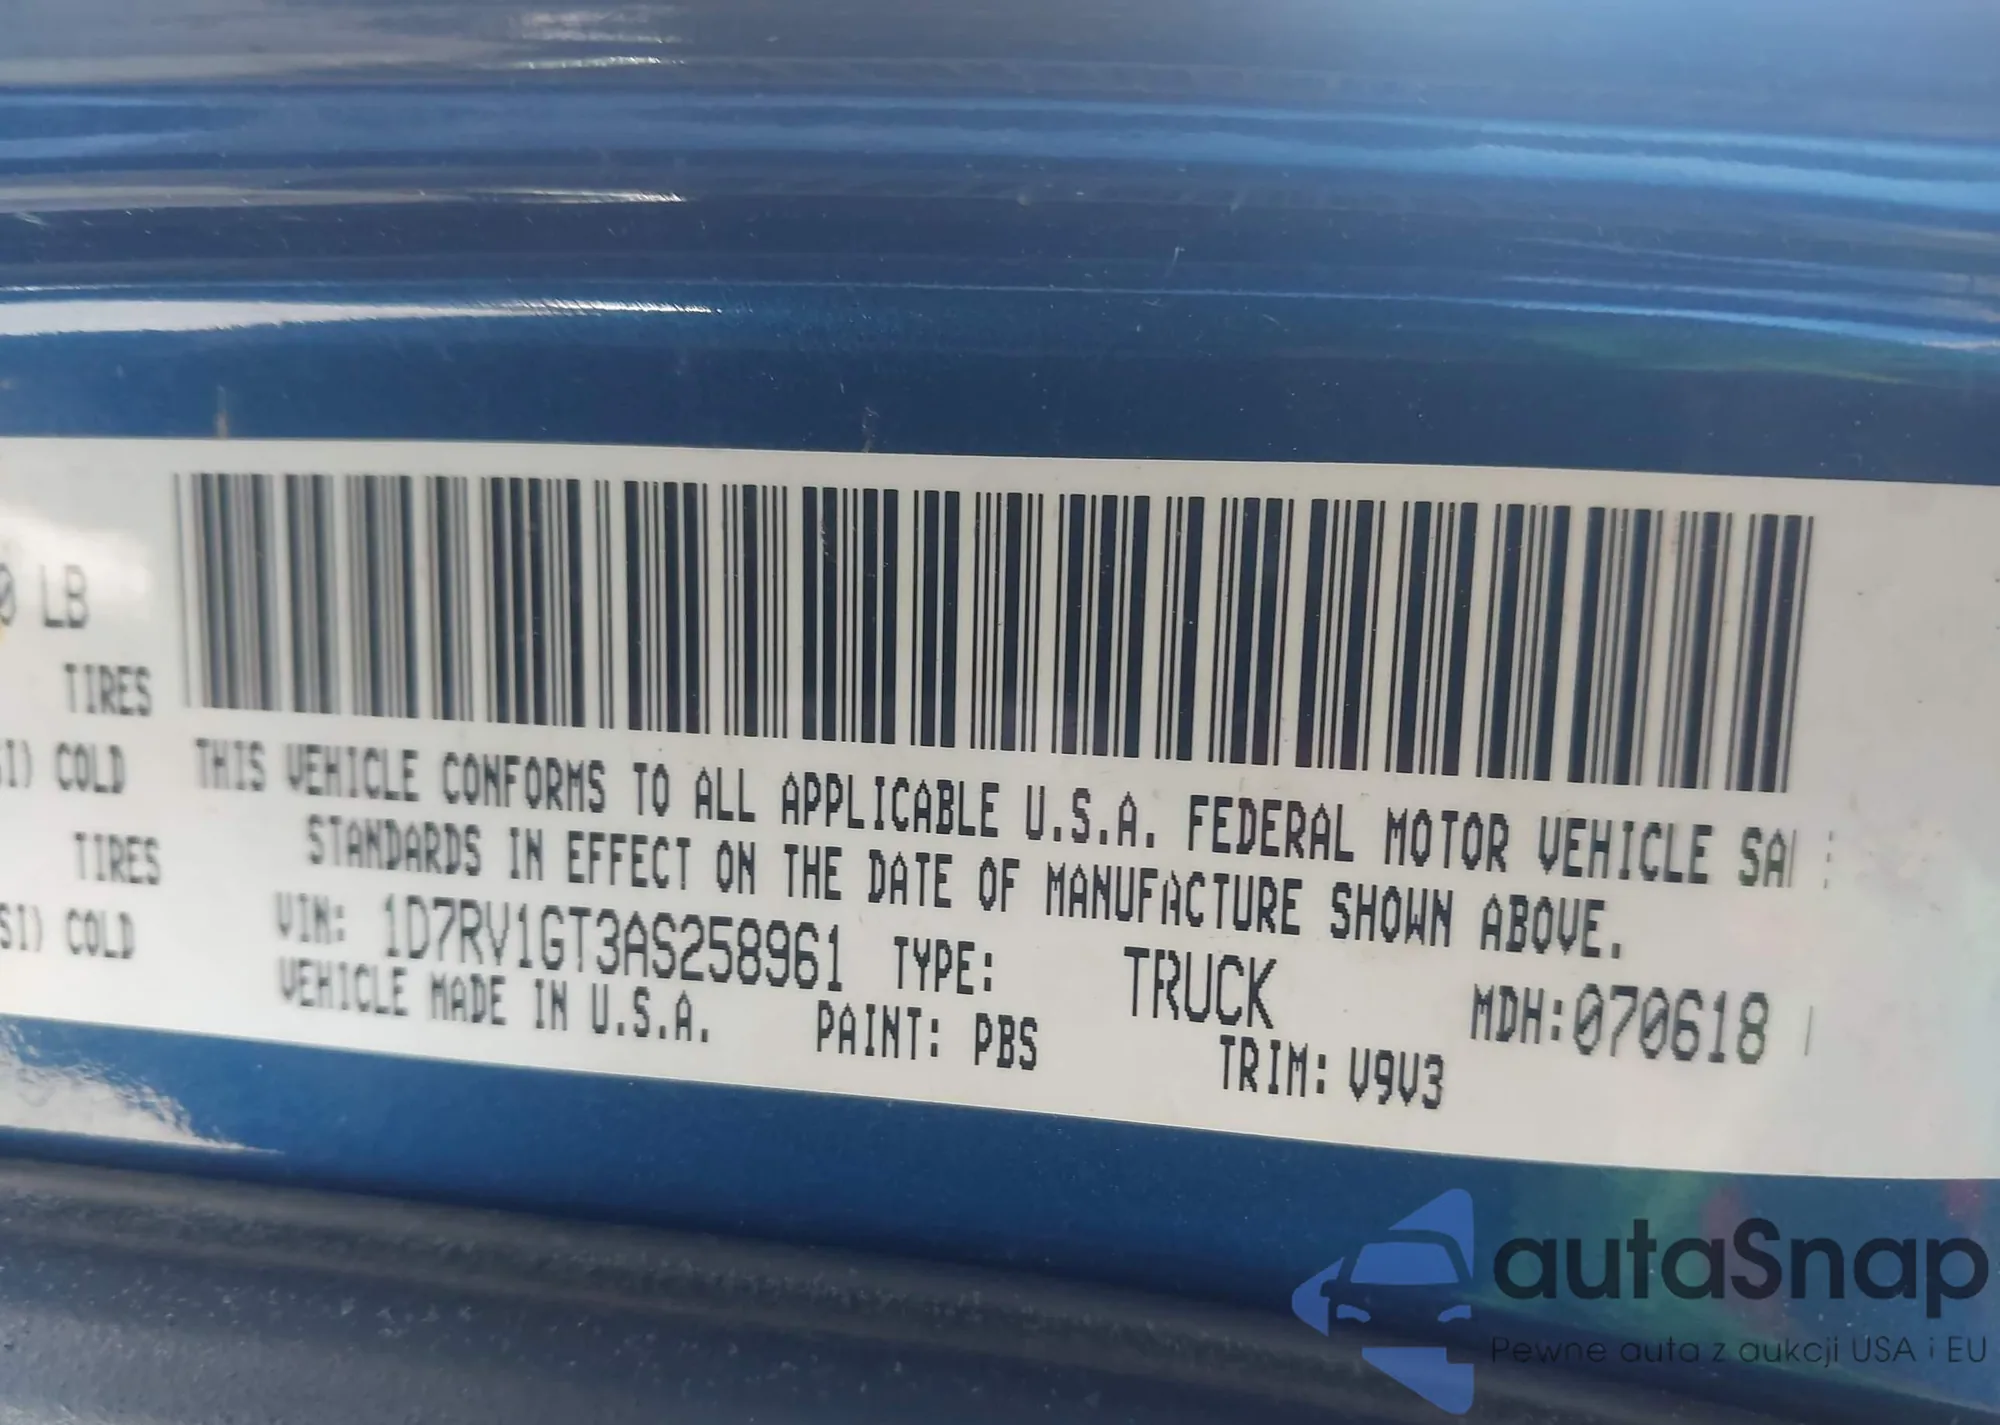 0 LB
TIRES
SI) COLD
TIRES
SI) COLD
THIS VEHICLE CONFORMS TO ALL APPLICABLE U.S.A. FEDERAL MOTOR VEHICLE SA
STANDARDS IN EFFECT ON THE DATE OF MANUFACTURE SHOWN ABOVE.
VIN: 1D7RV1GT3AS258961 TYPE: TRUCK MDH:070618
VEHICLE MADE IN U.S.A. PAINT: PBS TRIM: V9V3
autaSnap
Pewne auta z aukcji USA i EU